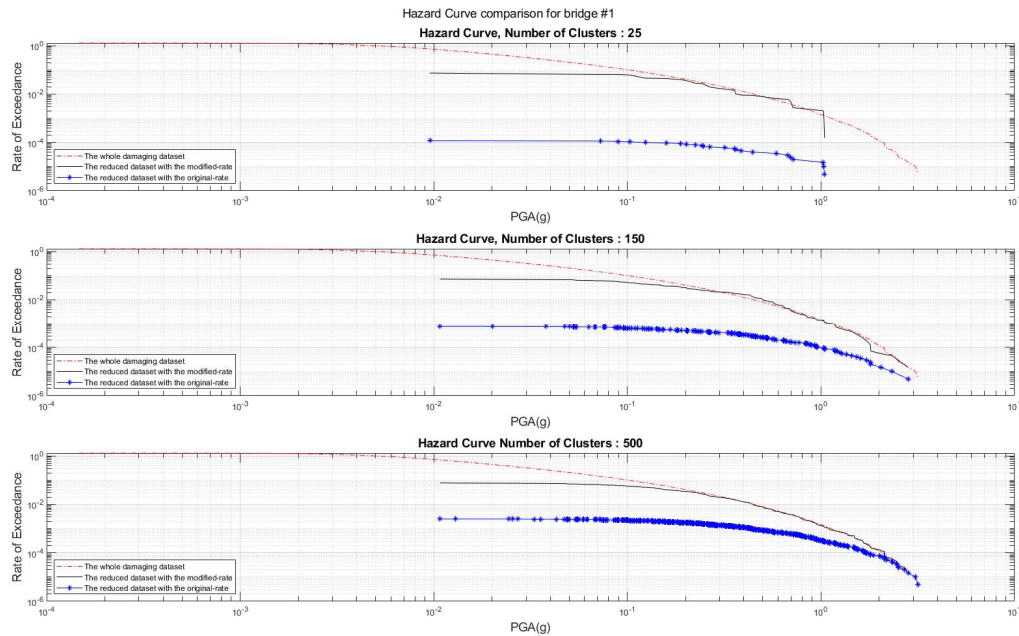 Hazard Curve comparison for bridge #1
Hazard Curve, Number of Clusters : 25
Rate of Exceedance
10^0
10^-2
10^-4
10^-6
The whole damaging dataset
The reduced dataset with the modified-rate
The reduced dataset with the original-rate
10^-4 10^-3 10^-2 10^-1 10^0 10^1
PGA(g)
Hazard Curve, Number of Clusters : 150
Rate of Exceedance
10^0
10^-2
10^-4
10^-6
The whole damaging dataset
The reduced dataset with the modified-rate
The reduced dataset with the original-rate
10^-4 10^-3 10^-2 10^-1 10^0 10^1
PGA(g)
Hazard Curve Number of Clusters : 500
Rate of Exceedance
10^0
10^-2
10^-4
10^-6
The whole damaging dataset
The reduced dataset with the modified-rate
The reduced dataset with the original-rate
10^-4 10^-3 10^-2 10^-1 10^0 10^1
PGA(g)